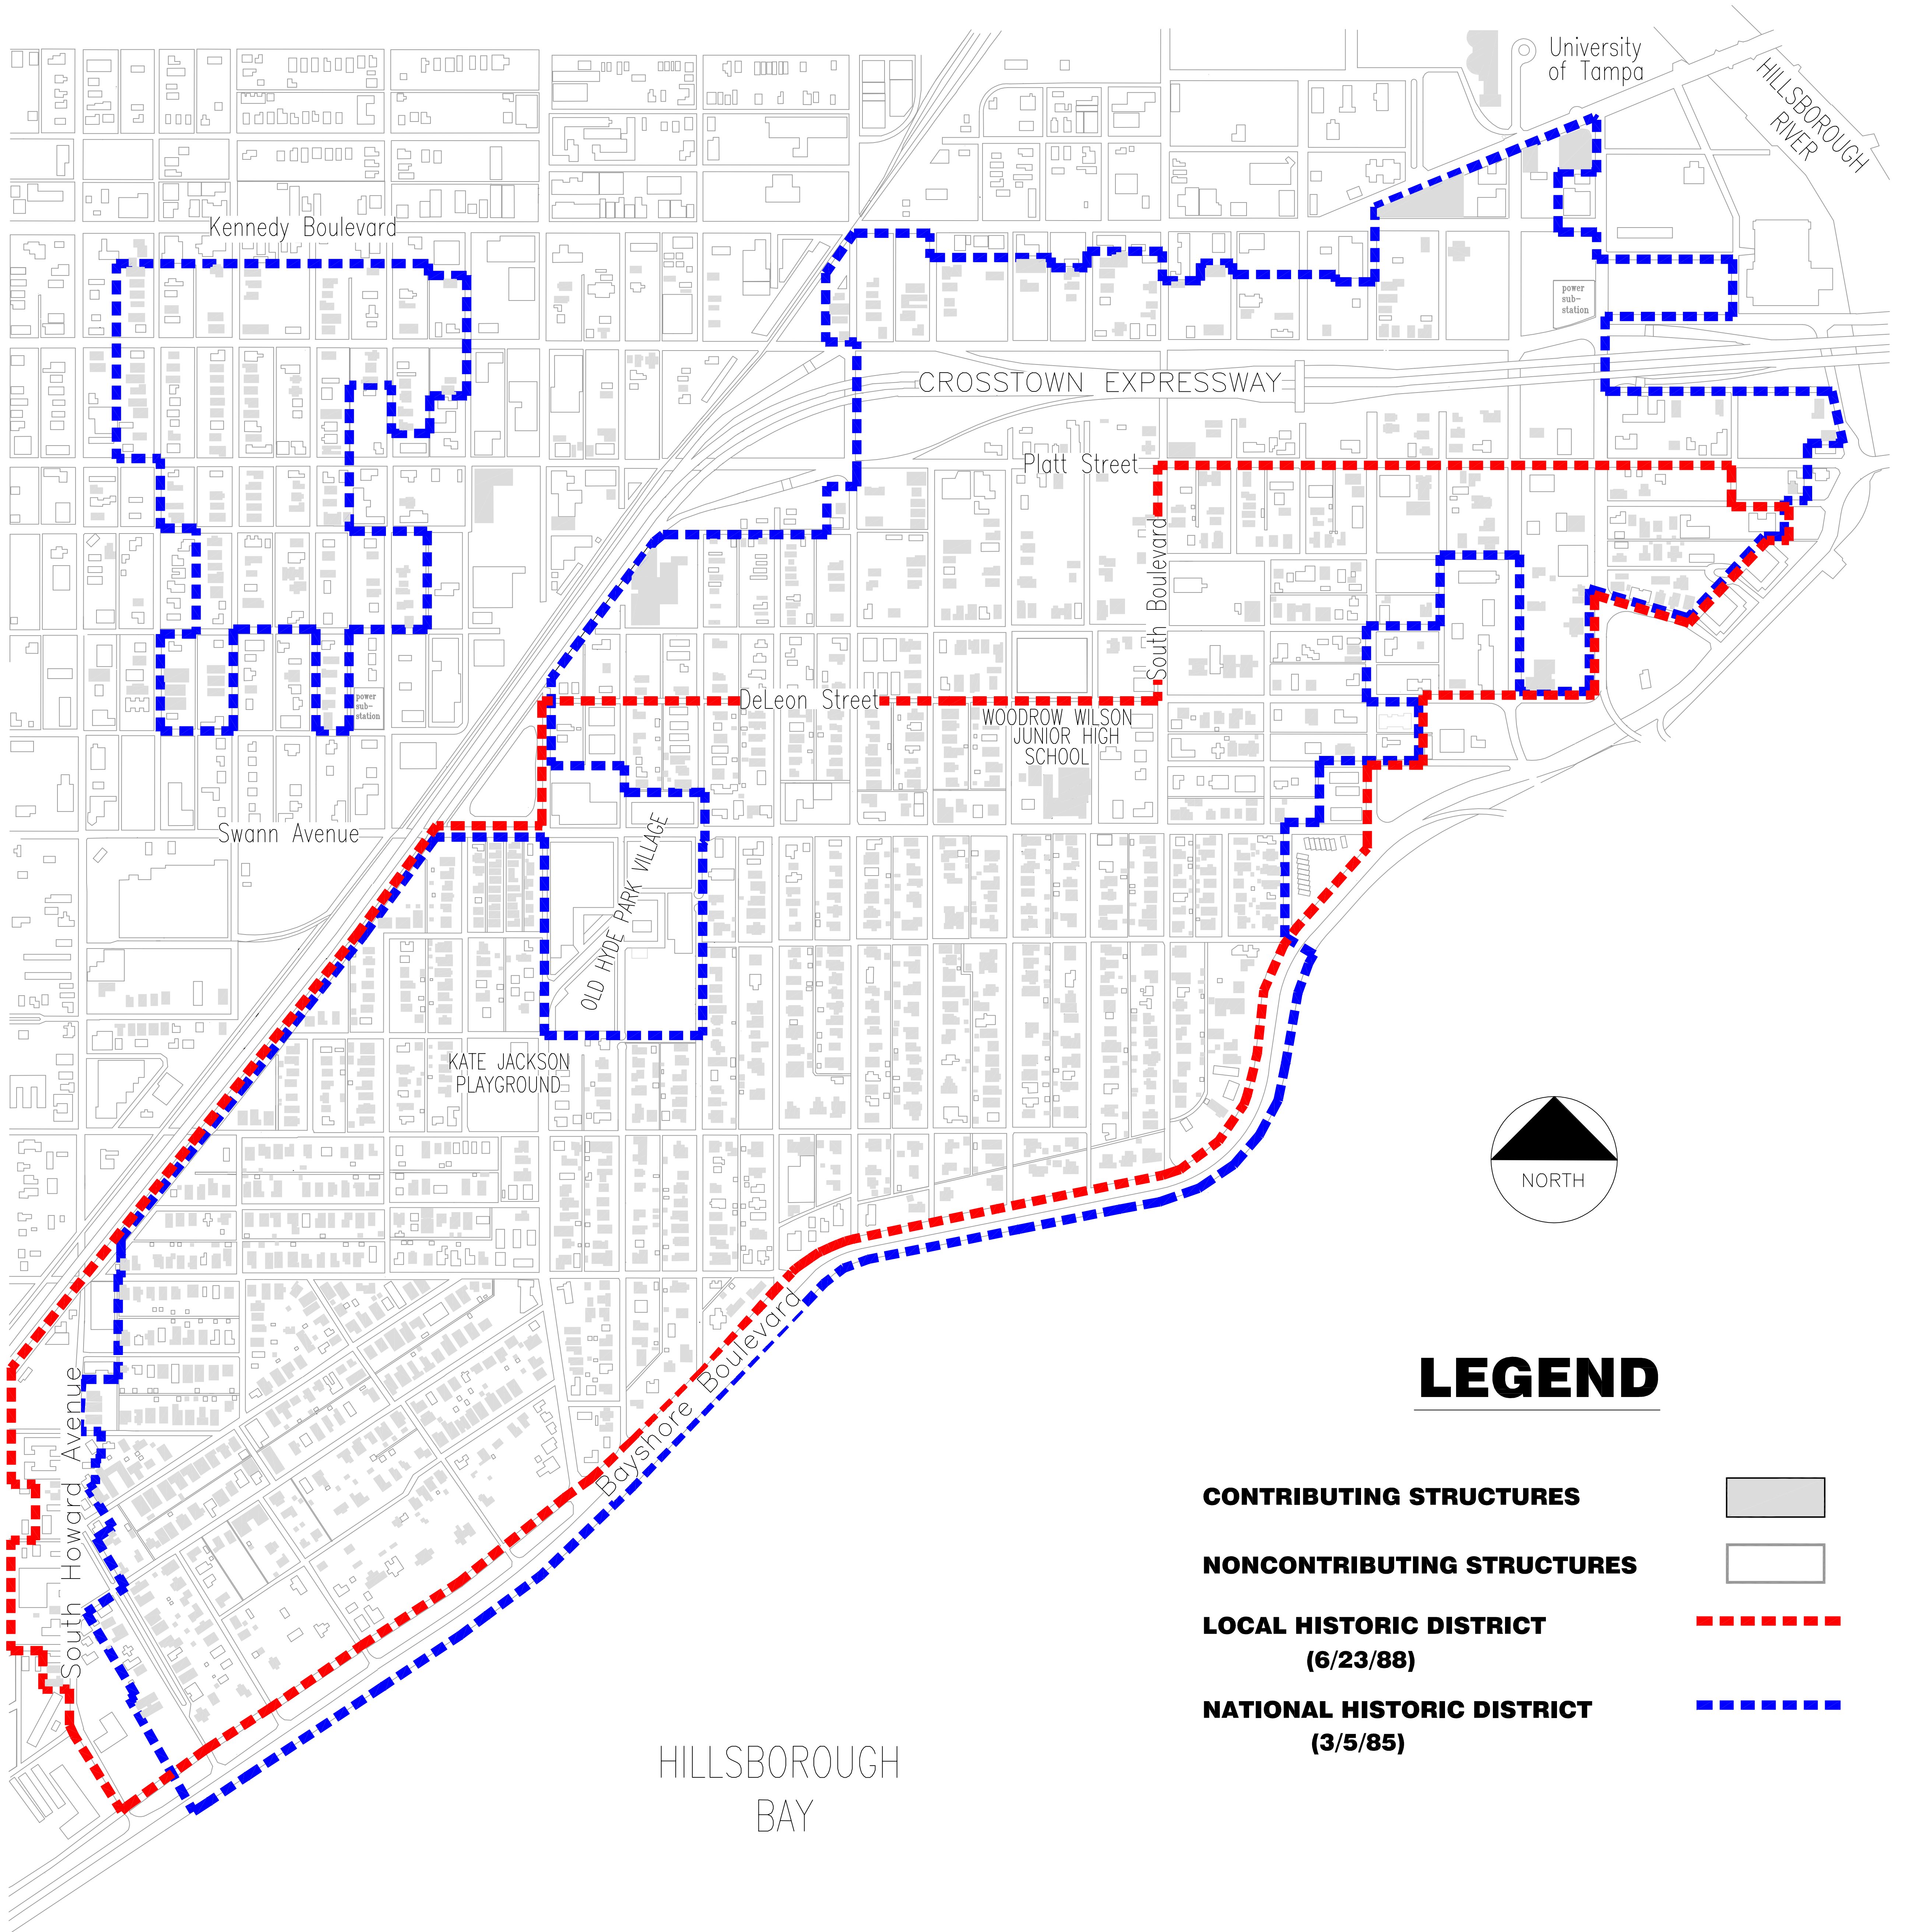 University
of Tampa
HILLSBOROUGH
RIVER
Kennedy Boulevard
power
sub-
station
CROSSTOWN EXPRESSWAY
Platt Street
South Boulevard
power
sub-
station
DeLeon Street
WOODROW WILSON
JUNIOR HIGH
SCHOOL
Swann Avenue
OLD HYDE PARK VILLAGE
KATE JACKSON
PLAYGROUND
NORTH
Bayshore Boulevard
South Howard Avenue
LEGEND
CONTRIBUTING STRUCTURES
NONCONTRIBUTING STRUCTURES
LOCAL HISTORIC DISTRICT
(6/23/88)
NATIONAL HISTORIC DISTRICT
(3/5/85)
HILLSBOROUGH
BAY